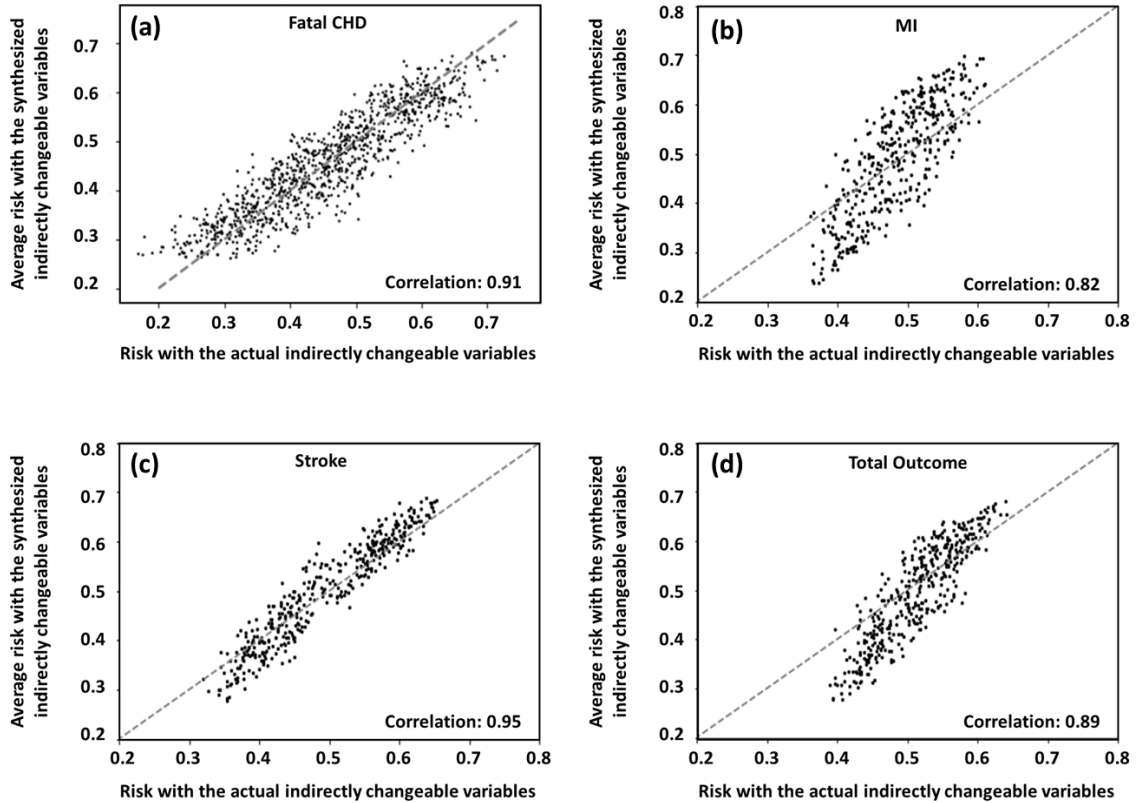 (a)
Fatal CHD
Average risk with the synthesized
indirectly changeable variables
0.7
0.6
0.5
0.4
0.3
0.2
Correlation: 0.91
0.2 0.3 0.4 0.5 0.6 0.7
Risk with the actual indirectly changeable variables
(b)
MI
Average risk with the synthesized
indirectly changeable variables
0.8
0.7
0.6
0.5
0.4
0.3
0.2
Correlation: 0.82
0.2 0.3 0.4 0.5 0.6 0.7 0.8
Risk with the actual indirectly changeable variables
(c)
Stroke
Average risk with the synthesized
indirectly changeable variables
0.8
0.7
0.6
0.5
0.4
0.3
0.2
Correlation: 0.95
0.2 0.3 0.4 0.5 0.6 0.7 0.8
Risk with the actual indirectly changeable variables
(d)
Total Outcome
Average risk with the synthesized
indirectly changeable variables
0.8
0.7
0.6
0.5
0.4
0.3
0.2
Correlation: 0.89
0.2 0.3 0.4 0.5 0.6 0.7 0.8
Risk with the actual indirectly changeable variables